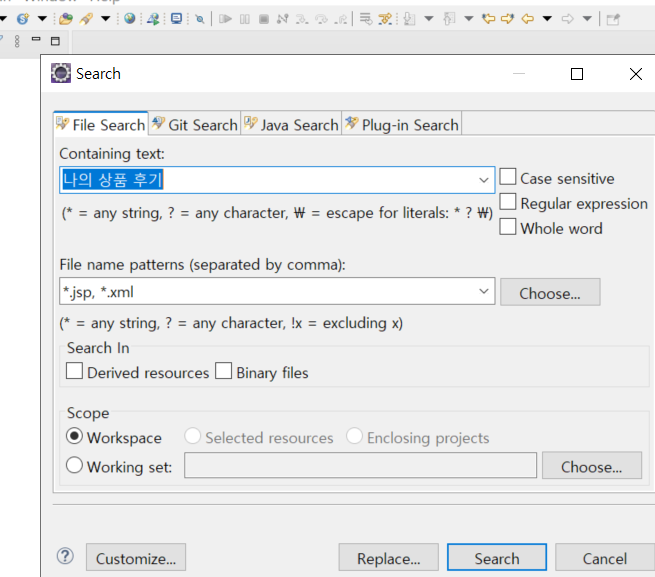 Window Help
Search
File Search Git Search Java Search Plug-in Search
Containing text:
나의 상품 후기
Case sensitive
(* = any string, ? = any character, ₩ = escape for literals: * ? ₩)
Regular expression
Whole word
File name patterns (separated by comma):
*.jsp, *.xml
Choose...
(* = any string, ? = any character, !x = excluding x)
Search In
Derived resources Binary files
Scope
Workspace Selected resources Enclosing projects
Working set: Choose...
? Customize... Replace... Search Cancel